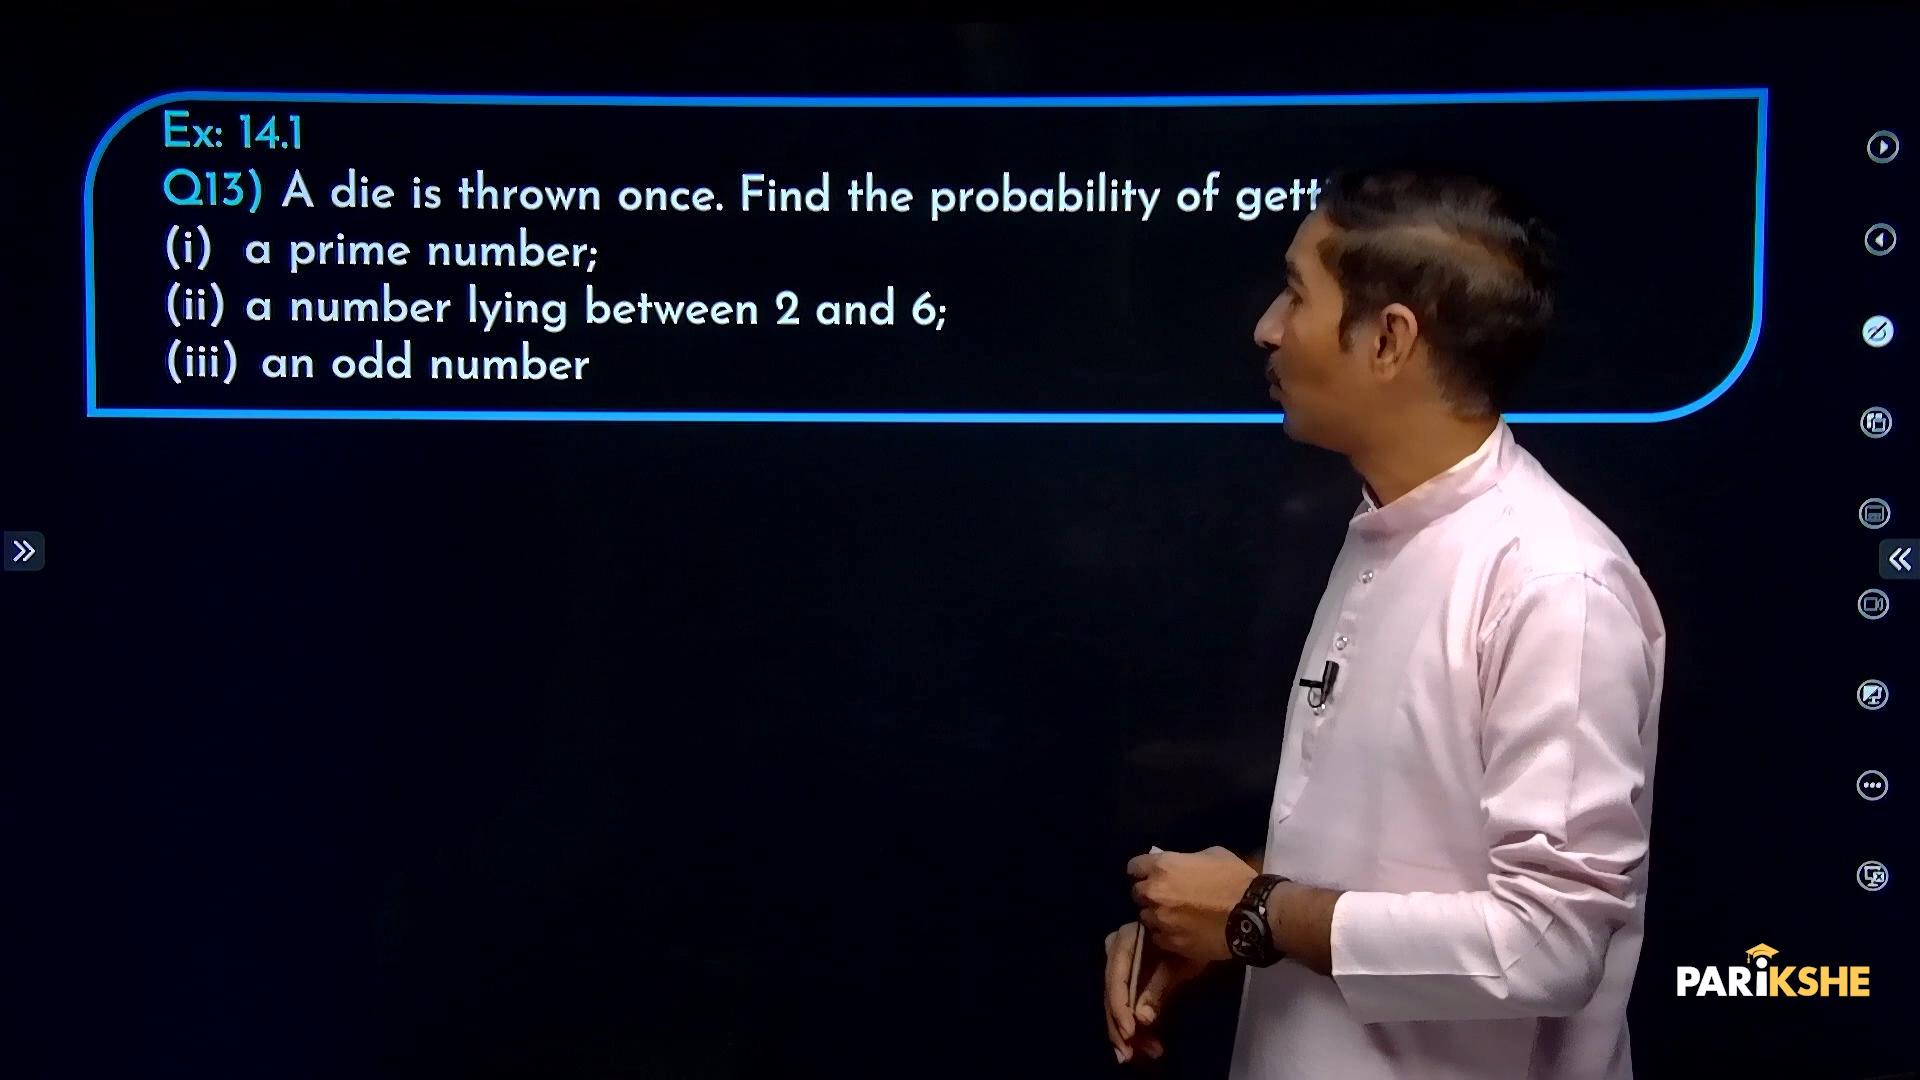 Ex: 14.1
Q13) A die is thrown once. Find the probability of
(i) a prime number;
(ii) a number lying between 2 and 6;
(iii) an odd number
PARIKSHE